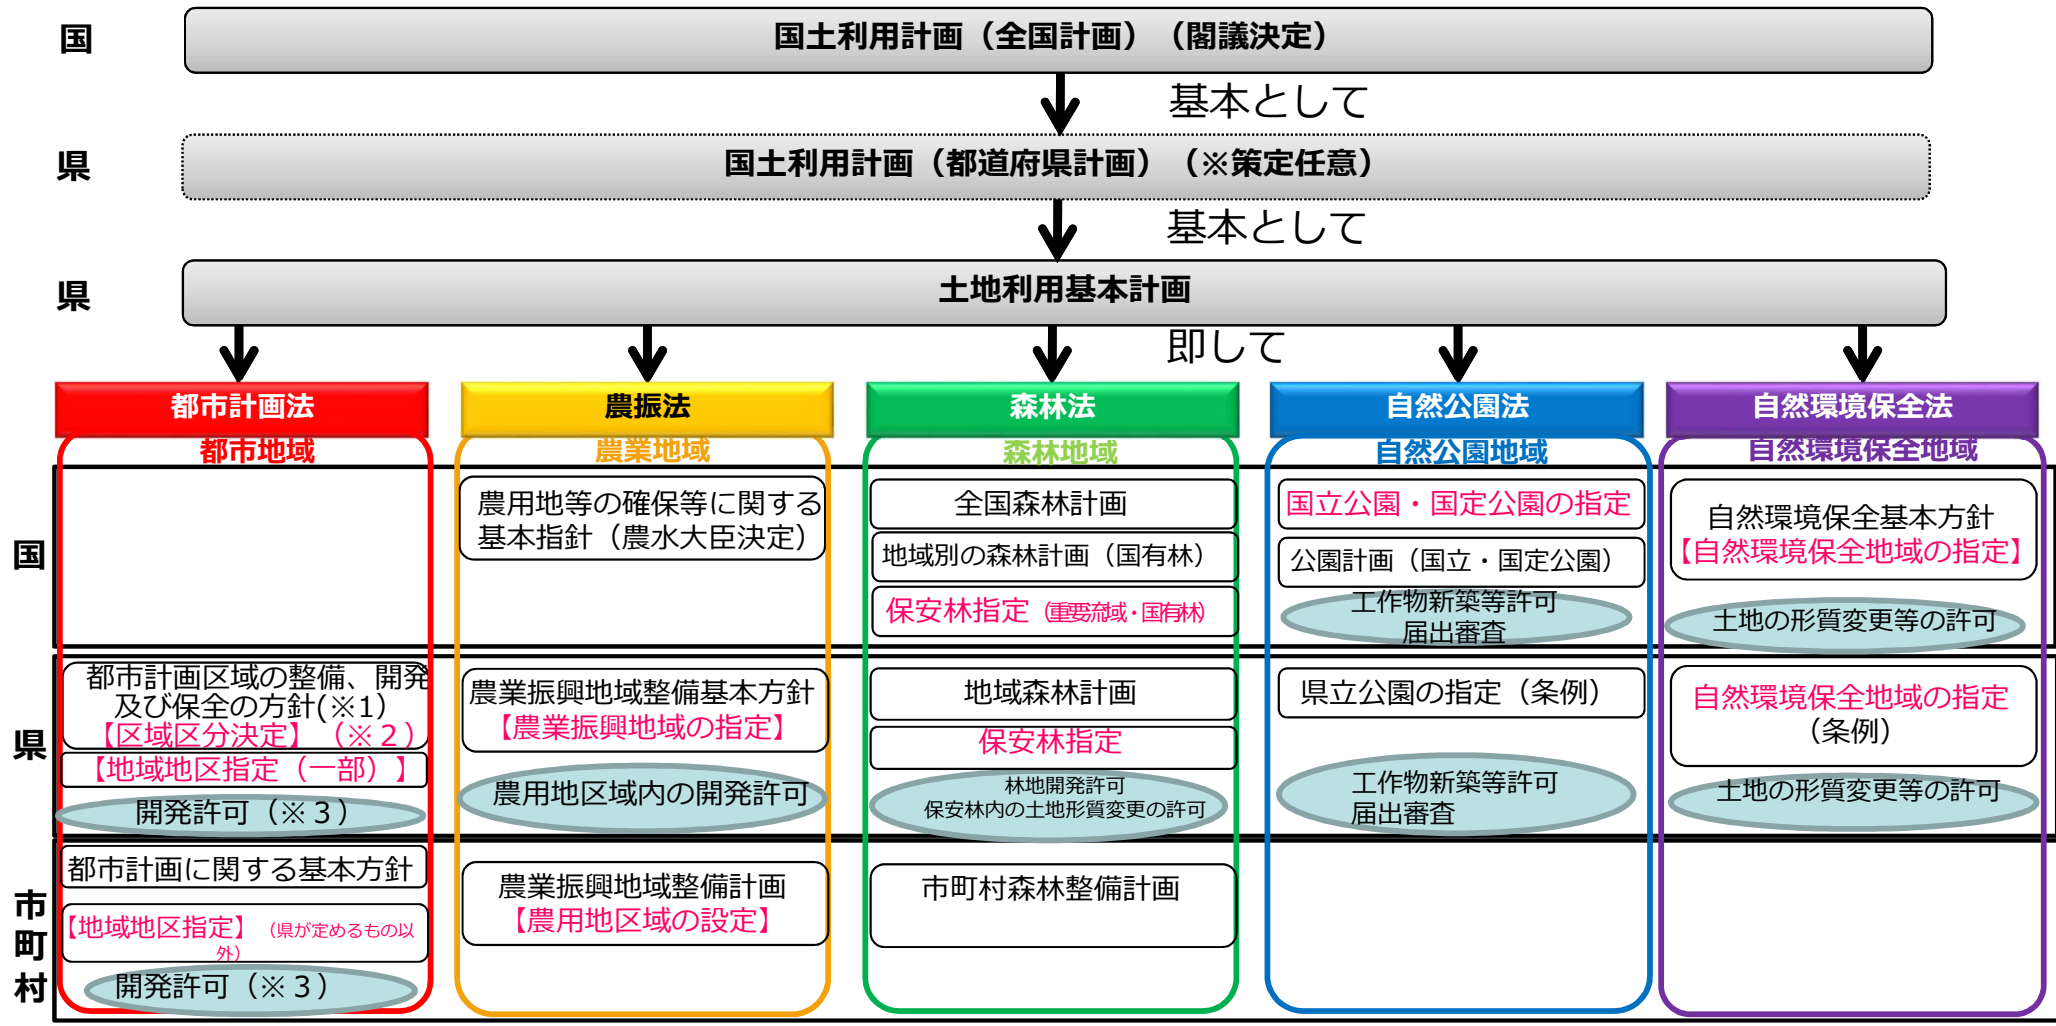 国
国土利用計画（全国計画）（閣議決定）
基本として
県
国土利用計画（都道府県計画）（※策定任意）
基本として
県
土地利用基本計画
即して
都市計画法
農振法
森林法
自然公園法
自然環境保全法
都市地域
農業地域
森林地域
自然公園地域
自然環境保全地域
国
農用地等の確保等に関する
基本指針（農水大臣決定）
全国森林計画
地域別の森林計画（国有林）
保安林指定（重要流域・国有林）
国立公園・国定公園の指定
公園計画（国立・国定公園）
工作物新築等許可
届出審査
自然環境保全基本方針
【自然環境保全地域の指定】
土地の形質変更等の許可
県
都市計画区域の整備、開発
及び保全の方針(※1)
【区域区分決定】（※２）
【地域地区指定（一部）】
開発許可（※３）
農業振興地域整備基本方針
【農業振興地域の指定】
農用地区域内の開発許可
地域森林計画
保安林指定
林地開発許可
保安林内の土地形質変更の許可
県立公園の指定（条例）
工作物新築等許可
届出審査
自然環境保全地域の指定
（条例）
土地の形質変更等の許可
市
町
村
都市計画に関する基本方針
【地域地区指定】（県が定めるもの以
外）
開発許可（※３）
農業振興地域整備計画
【農用地区域の設定】
市町村森林整備計画